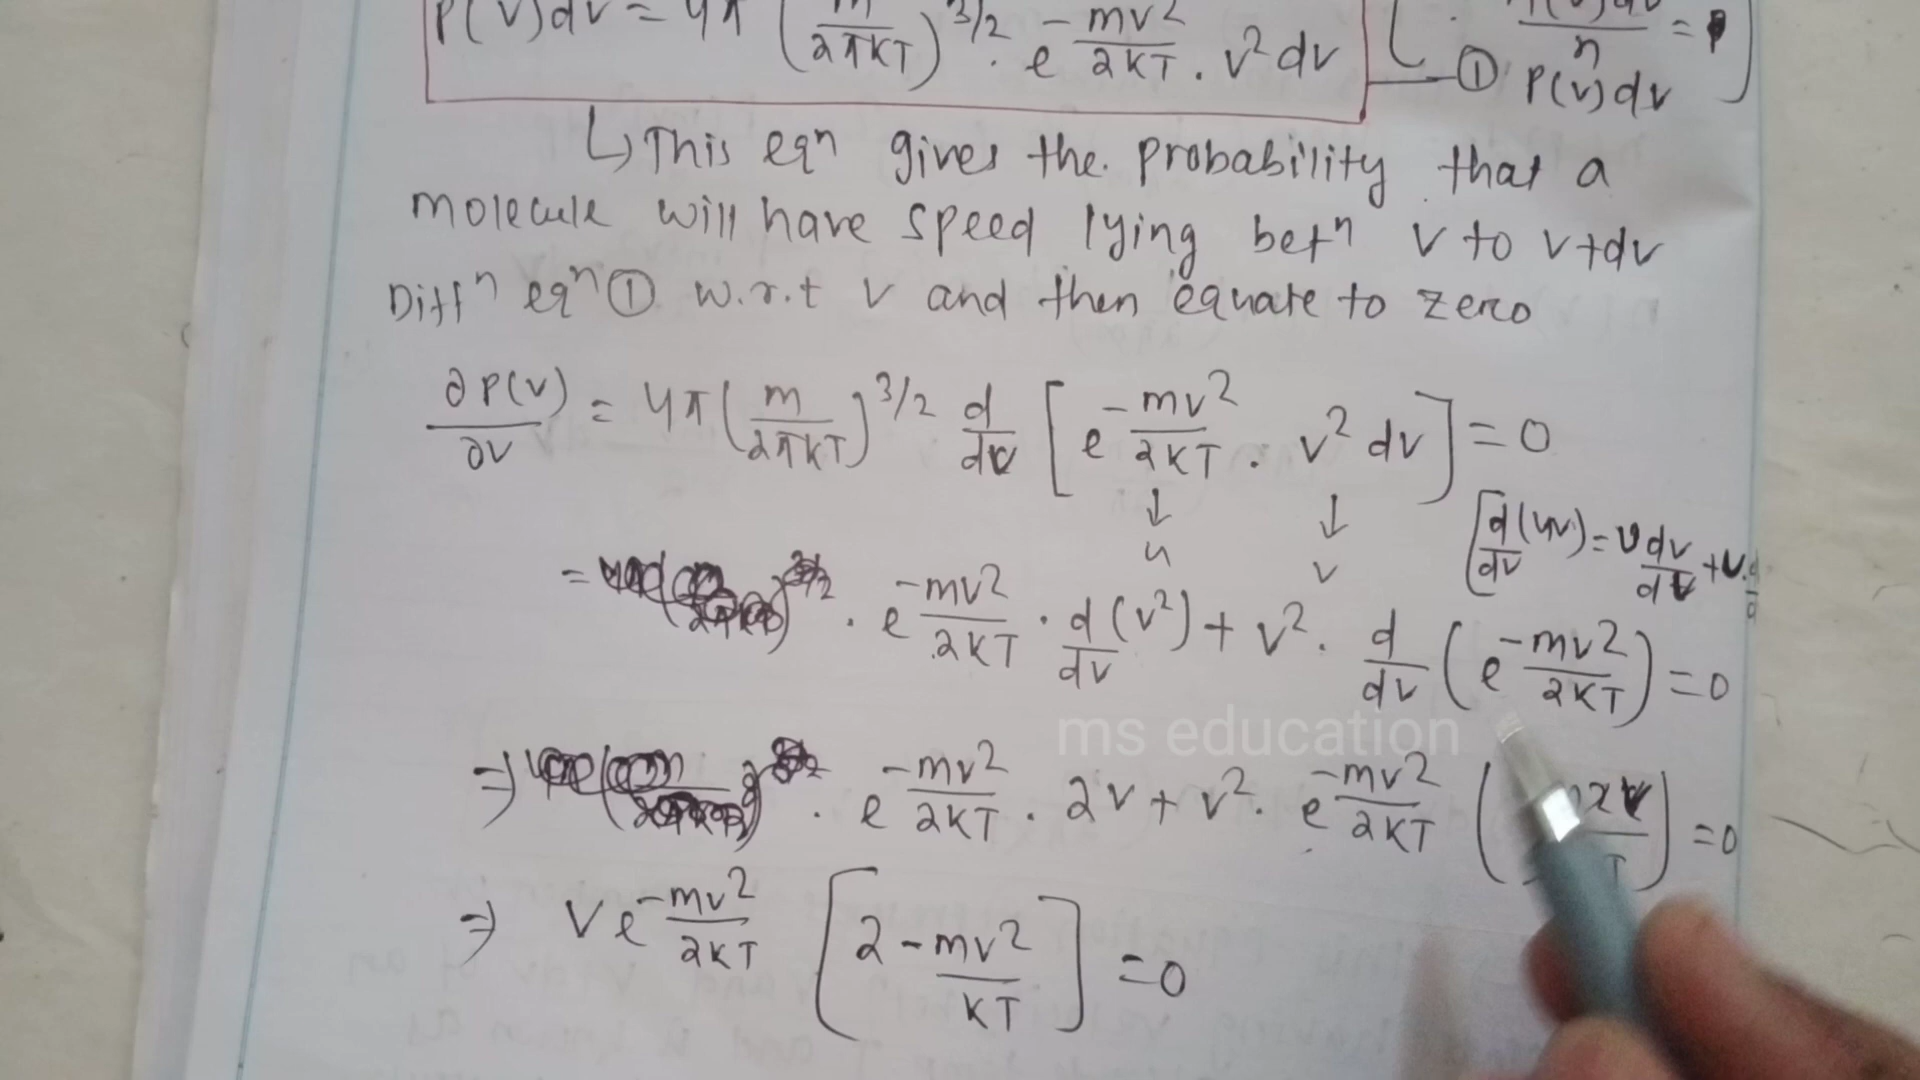 P(v)dv = 4π (m/2πKT)^3/2 . e^-mv²/2KT . v² dv — ① [∵ n(v)dv/n = P(v)dv]
↳ This eqⁿ gives the probability that a
molecule will have speed lying betⁿ v to v+dv
Diffⁿ eqⁿ ① w.r.t v and then equate to zero
∂P(v)/∂v = 4π (m/2πKT)^3/2 d/dv [e^-mv²/2KT . v² dv] = 0
↓ ↓
u v
[d/dv (uv) = u dv/dv + v.
= . e^-mv²/2KT . d/dv (v²) + v² . d/dv (e^-mv²/2KT) = 0
ms education
⇒ . e^-mv²/2KT . 2v + v² . e^-mv²/2KT ( ) = 0
⇒ v e^-mv²/2KT [2 - mv²/KT] = 0